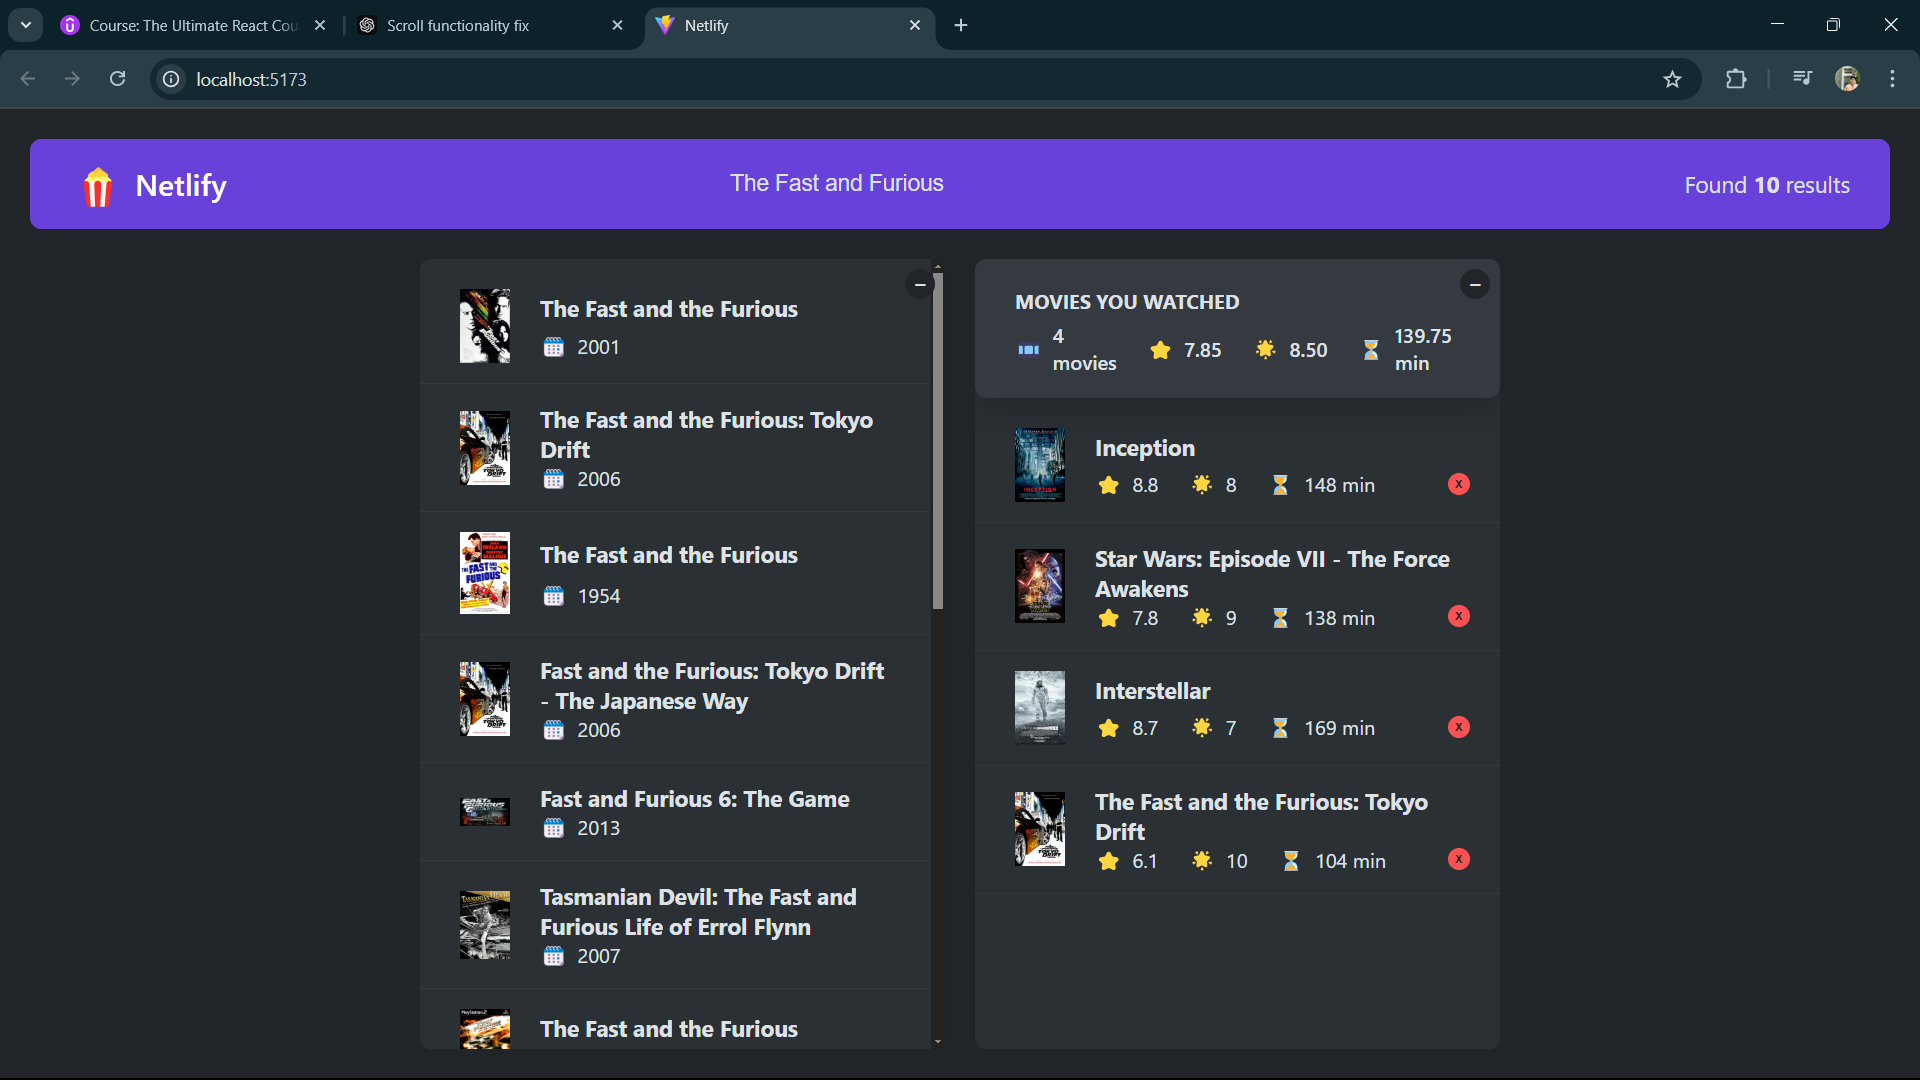 Course: The Ultimate React Cou
Scroll functionality fix
Netlify
localhost:5173
Netlify
The Fast and Furious
Found 10 results
The Fast and the Furious
2001
The Fast and the Furious: Tokyo
Drift
2006
The Fast and the Furious
1954
Fast and the Furious: Tokyo Drift
- The Japanese Way
2006
Fast and Furious 6: The Game
2013
Tasmanian Devil: The Fast and
Furious Life of Errol Flynn
2007
The Fast and the Furious
MOVIES YOU WATCHED
4
movies
7.85
8.50
139.75
min
Inception
8.8 8 148 min X
Star Wars: Episode VII - The Force
Awakens
7.8 9 138 min X
Interstellar
8.7 7 169 min X
The Fast and the Furious: Tokyo
Drift
6.1 10 104 min X